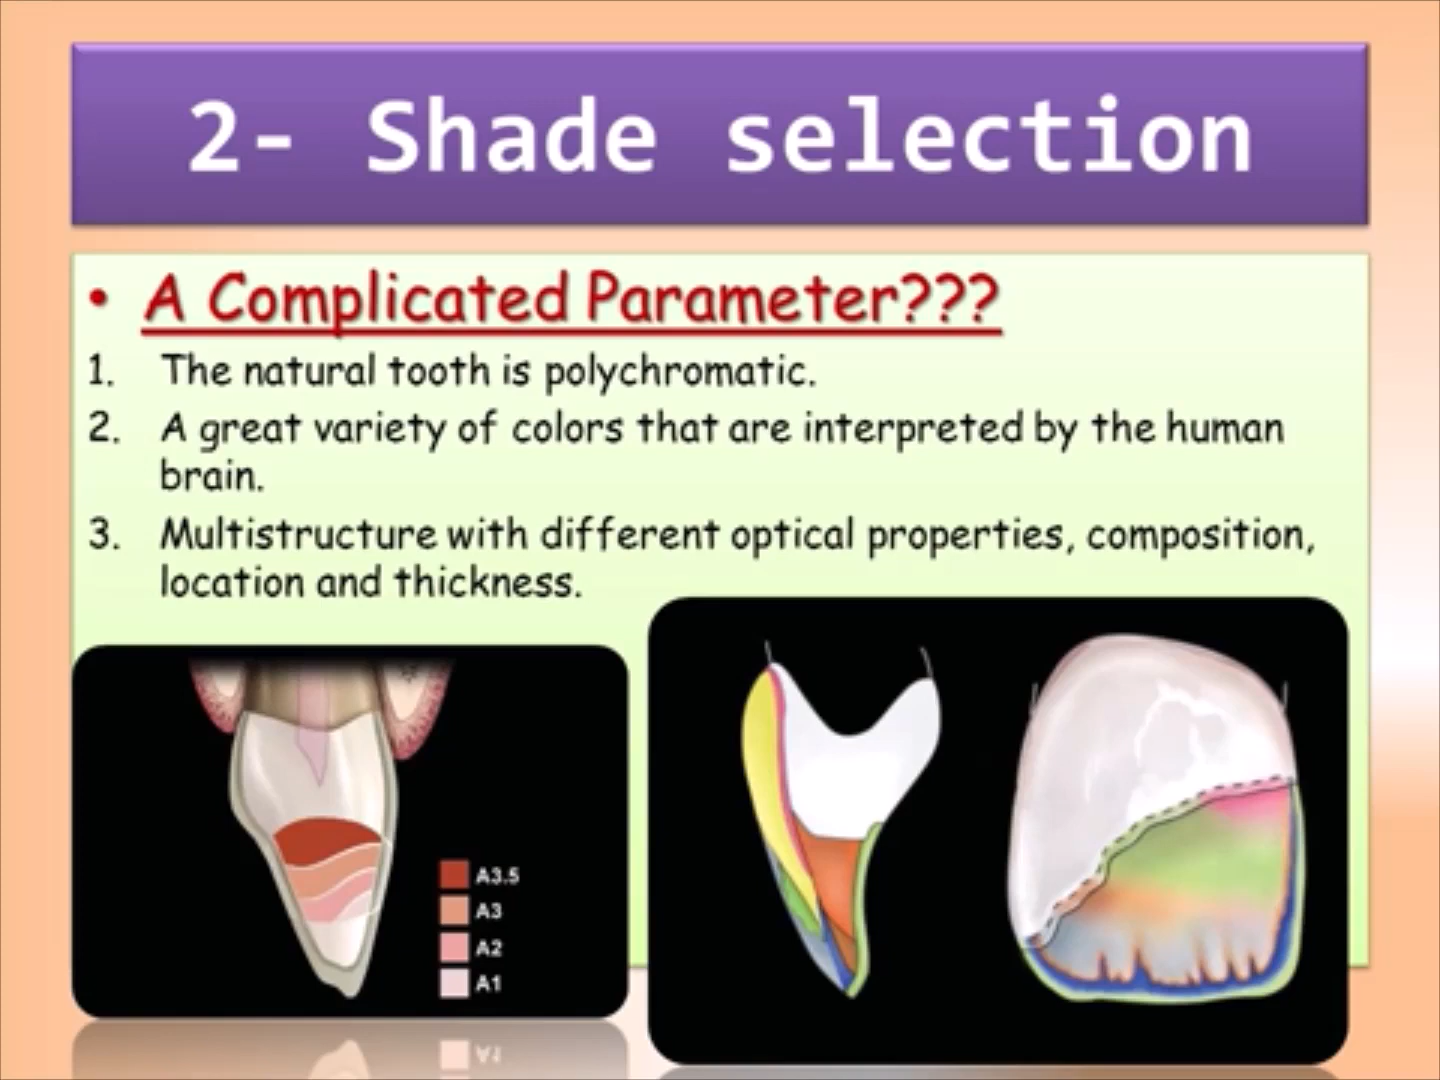 2- Shade selection
• A Complicated Parameter???
1. The natural tooth is polychromatic.
2. A great variety of colors that are interpreted by the human
brain.
3. Multistructure with different optical properties, composition,
location and thickness.
A3.5
A3
A2
A1